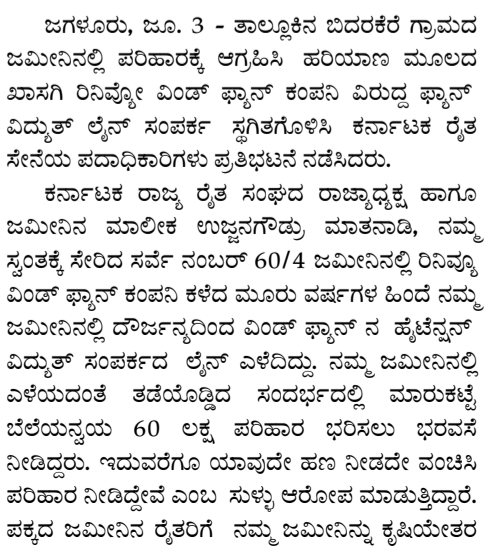 ಜಗಳೂರು, ಜೂ. 3 - ತಾಲ್ಲೂಕಿನ ಬಿದರಕೆರೆ ಗ್ರಾಮದ
ಜಮೀನಿನಲ್ಲಿ ಪರಿಹಾರಕ್ಕೆ ಆಗ್ರಹಿಸಿ ಹರಿಯಾಣ ಮೂಲದ
ಖಾಸಗಿ ರಿನಿವ್ಯೋ ವಿಂಡ್ ಫ್ಯಾನ್ ಕಂಪನಿ ವಿರುದ್ದ ಫ್ಯಾನ್
ವಿದ್ಯುತ್ ಲೈನ್ ಸಂಪರ್ಕ ಸ್ಥಗಿತಗೊಳಿಸಿ ಕರ್ನಾಟಕ ರೈತ
ಸೇನೆಯ ಪದಾಧಿಕಾರಿಗಳು ಪ್ರತಿಭಟನೆ ನಡೆಸಿದರು.
ಕರ್ನಾಟಕ ರಾಜ್ಯ ರೈತ ಸಂಘದ ರಾಜ್ಯಾಧ್ಯಕ್ಷ ಹಾಗೂ
ಜಮೀನಿನ ಮಾಲೀಕ ಉಜ್ಜನಗೌಡ್ರು ಮಾತನಾಡಿ, ನಮ್ಮ
ಸ್ವಂತಕ್ಕೆ ಸೇರಿದ ಸರ್ವೆ ನಂಬರ್ 60/4 ಜಮೀನಿನಲ್ಲಿ ರಿನಿವ್ಯೂ
ವಿಂಡ್ ಫ್ಯಾನ್ ಕಂಪನಿ ಕಳೆದ ಮೂರು ವರ್ಷಗಳ ಹಿಂದೆ ನಮ್ಮ
ಜಮೀನಿನಲ್ಲಿ ದೌರ್ಜನ್ಯದಿಂದ ವಿಂಡ್ ಫ್ಯಾನ್ ನ ಹೈಟೆನ್ಷನ್
ವಿದ್ಯುತ್ ಸಂಪರ್ಕದ ಲೈನ್ ಎಳೆದಿದ್ದು. ನಮ್ಮ ಜಮೀನಿನಲ್ಲಿ
ಎಳೆಯದಂತೆ ತಡೆಯೊಡ್ಡಿದ ಸಂದರ್ಭದಲ್ಲಿ ಮಾರುಕಟ್ಟೆ
ಬೆಲೆಯನ್ವಯ 60 ಲಕ್ಷ ಪರಿಹಾರ ಭರಿಸಲು ಭರವಸೆ
ನೀಡಿದ್ದರು. ಇದುವರೆಗೂ ಯಾವುದೇ ಹಣ ನೀಡದೇ ವಂಚಿಸಿ
ಪರಿಹಾರ ನೀಡಿದ್ದೇವೆ ಎಂಬ ಸುಳ್ಳು ಆರೋಪ ಮಾಡುತ್ತಿದ್ದಾರೆ.
ಪಕ್ಕದ ಜಮೀನಿನ ರೈತರಿಗೆ ನಮ್ಮ ಜಮೀನಿನ್ನು ಕೃಷಿಯೇತರ